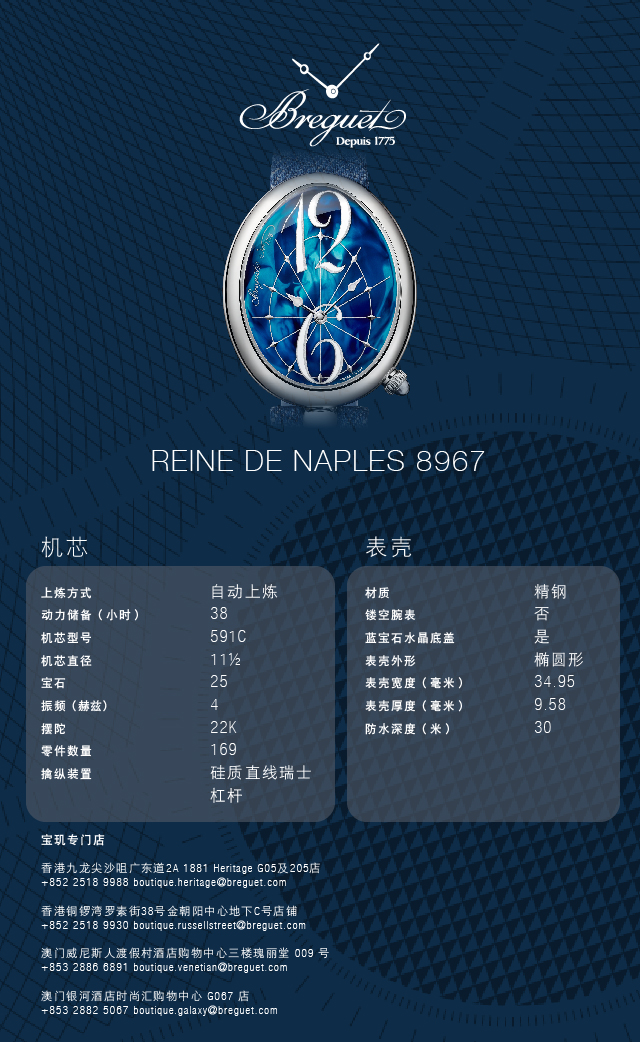 Breguet
Depuis 1775
12
6
REINE DE NAPLES 8967
机芯
上炼方式 自动上炼
动力储备（小时） 38
机芯型号 591C
机芯直径 11½
宝石 25
振频（赫兹） 4
摆陀 22K
零件数量 169
擒纵装置 硅质直线瑞士
杠杆
表壳
材质 精钢
镂空腕表 否
蓝宝石水晶底盖 是
表壳外形 椭圆形
表壳宽度（毫米） 34.95
表壳厚度（毫米） 9.58
防水深度（米） 30
宝玑专门店
香港九龙尖沙咀广东道2A 1881 Heritage G05及205店
+852 2518 9988 boutique.heritage@breguet.com
香港铜锣湾罗素街38号金朝阳中心地下C号店铺
+852 2518 9930 boutique.russellstreet@breguet.com
澳门威尼斯人渡假村酒店购物中心三楼瑰丽堂 009 号
+853 2886 6891 boutique.venetian@breguet.com
澳门银河酒店时尚汇购物中心 G067 店
+853 2882 5067 boutique.galaxy@breguet.com